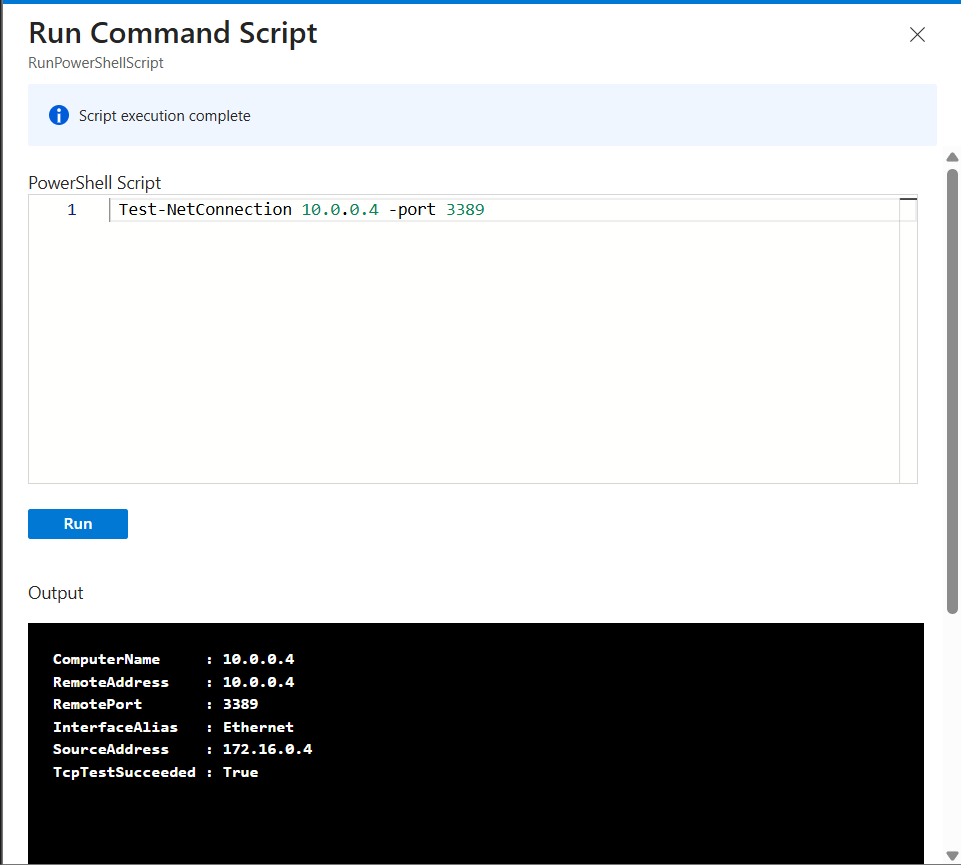 Run Command Script
RunPowerShellScript
Script execution complete
PowerShell Script
1 Test-NetConnection 10.0.0.4 -port 3389
Run
Output
ComputerName : 10.0.0.4
RemoteAddress : 10.0.0.4
RemotePort : 3389
InterfaceAlias : Ethernet
SourceAddress : 172.16.0.4
TcpTestSucceeded : True